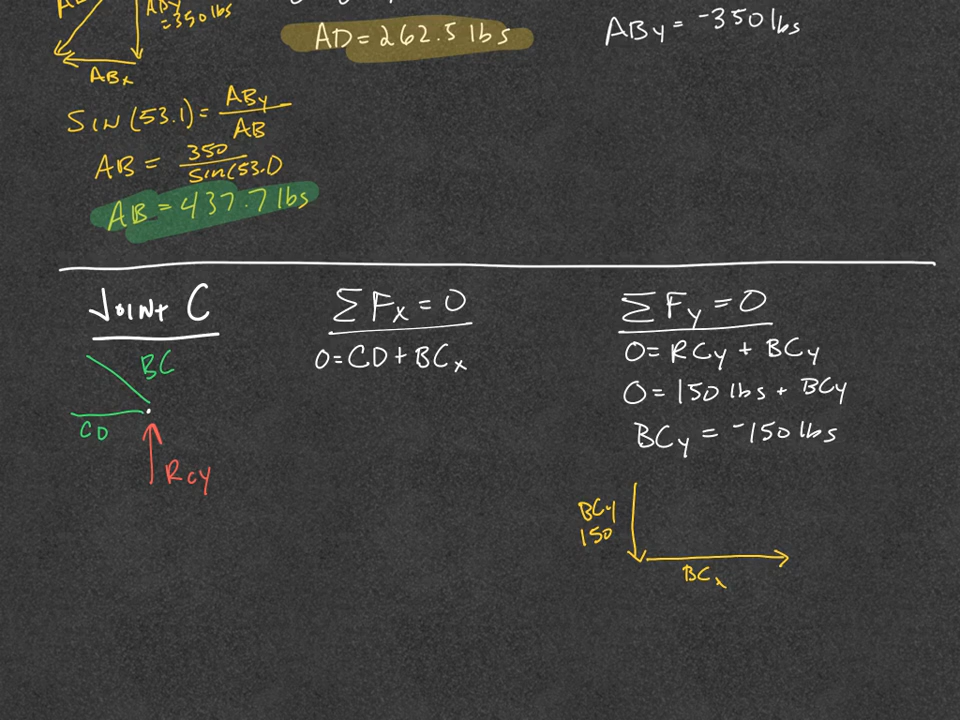 ABy
=350 lbs
ABx
AD=262.5 lbs
ABy = -350 lbs
Sin (53.1) = ABy / AB
AB = 350 / Sin(53.1)
AB = 437.7 lbs
Joint C
BC
CD
RCY
ΣFx = 0
0=CD+BCx
ΣFy = 0
0= RCy + BCy
0= 150 lbs + BCy
BCy = -150 lbs
BCy
150
BCx